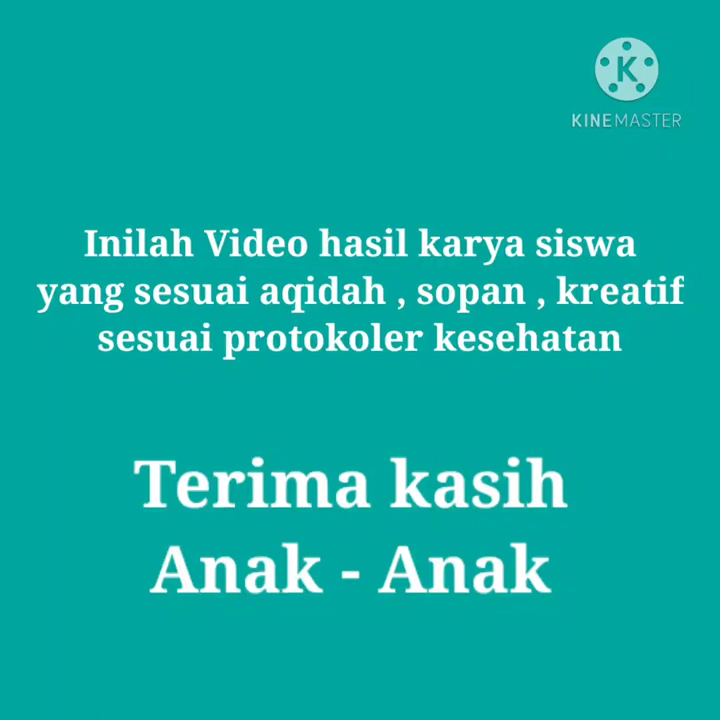 K
KINEMASTER
Inilah Video hasil karya siswa
yang sesuai aqidah , sopan , kreatif
sesuai protokoler kesehatan
Terima kasih
Anak - Anak